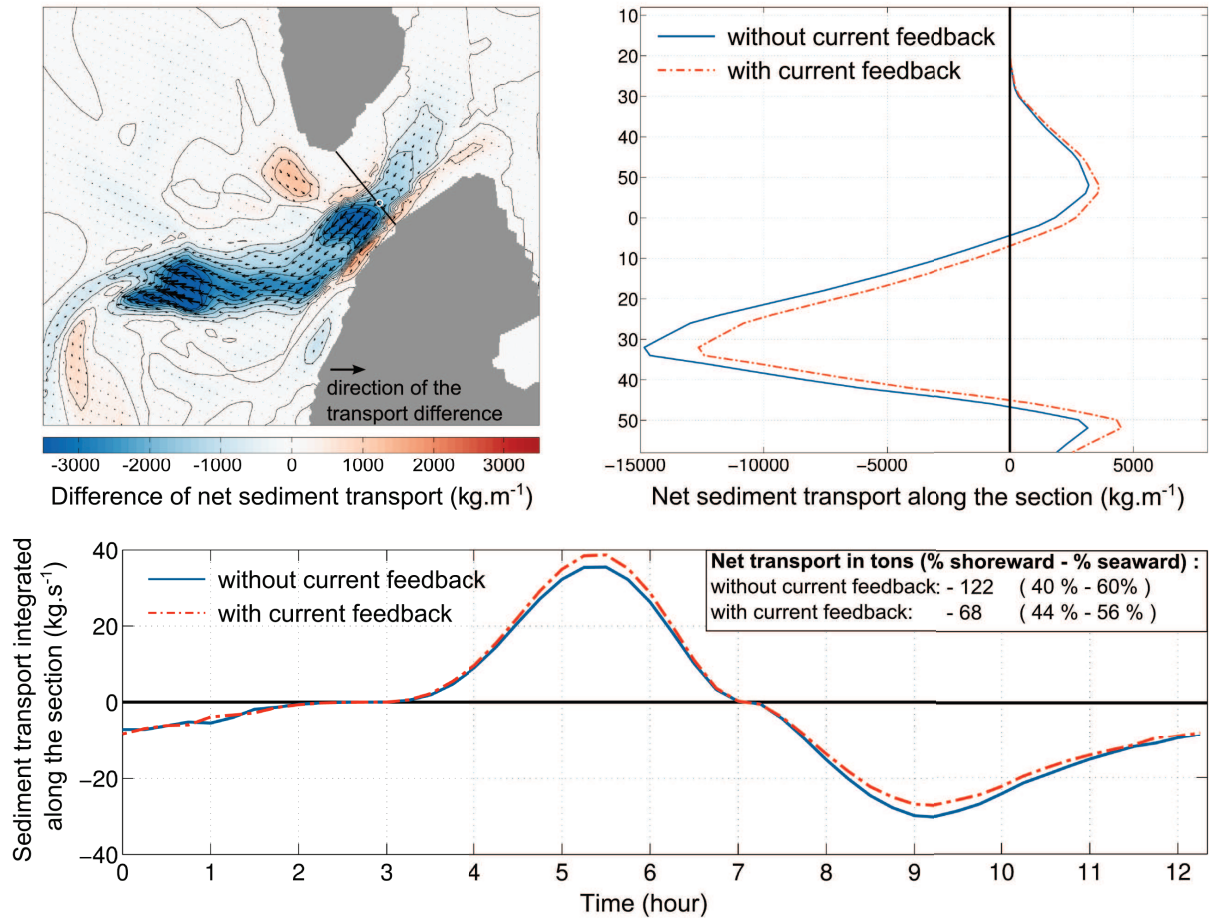 direction of the
transport difference
-3000 -2000 -1000 0 1000 2000 3000
Difference of net sediment transport (kg.m-1)
without current feedback
with current feedback
10
20
30
40
50
0
10
20
30
40
50
−15000 −10000 −5000 0 5000
Net sediment transport along the section (kg.m-1)
Sediment transport integrated
along the section (kg.s-1)
40
20
0
−20
−40
without current feedback
with current feedback
Net transport in tons (% shoreward - % seaward) :
without current feedback: - 122 ( 40 % - 60% )
with current feedback: - 68 ( 44 % - 56 % )
0 1 2 3 4 5 6 7 8 9 10 11 12
Time (hour)